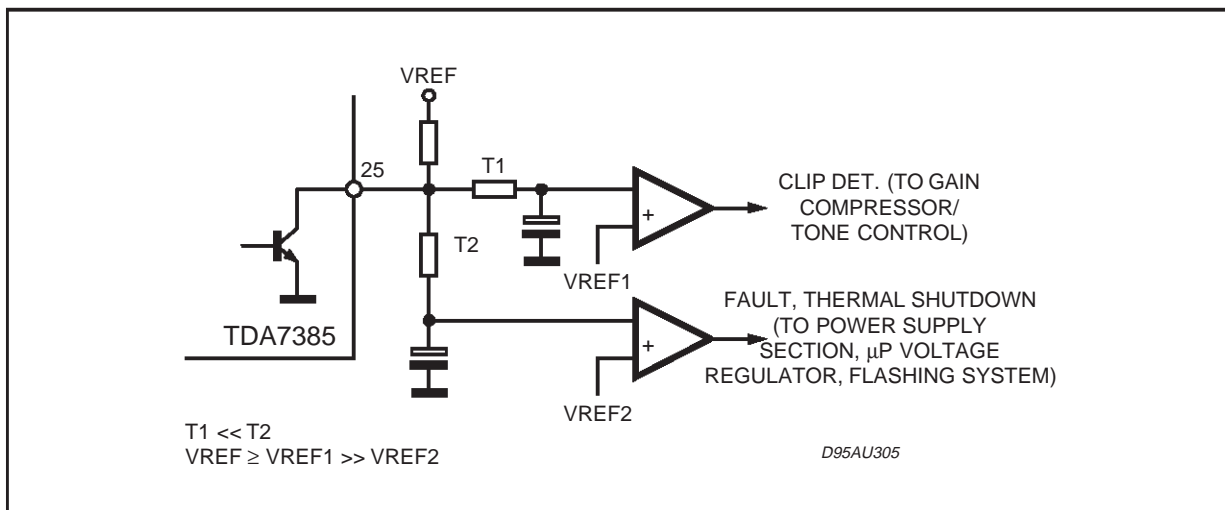 VREF
25
T1
+
VREF1
CLIP DET. (TO GAIN
COMPRESSOR/
TONE CONTROL)
T2
TDA7385
+
VREF2
FAULT, THERMAL SHUTDOWN
(TO POWER SUPPLY
SECTION, µP VOLTAGE
REGULATOR, FLASHING SYSTEM)
T1 << T2
VREF ≥ VREF1 >> VREF2
D95AU305